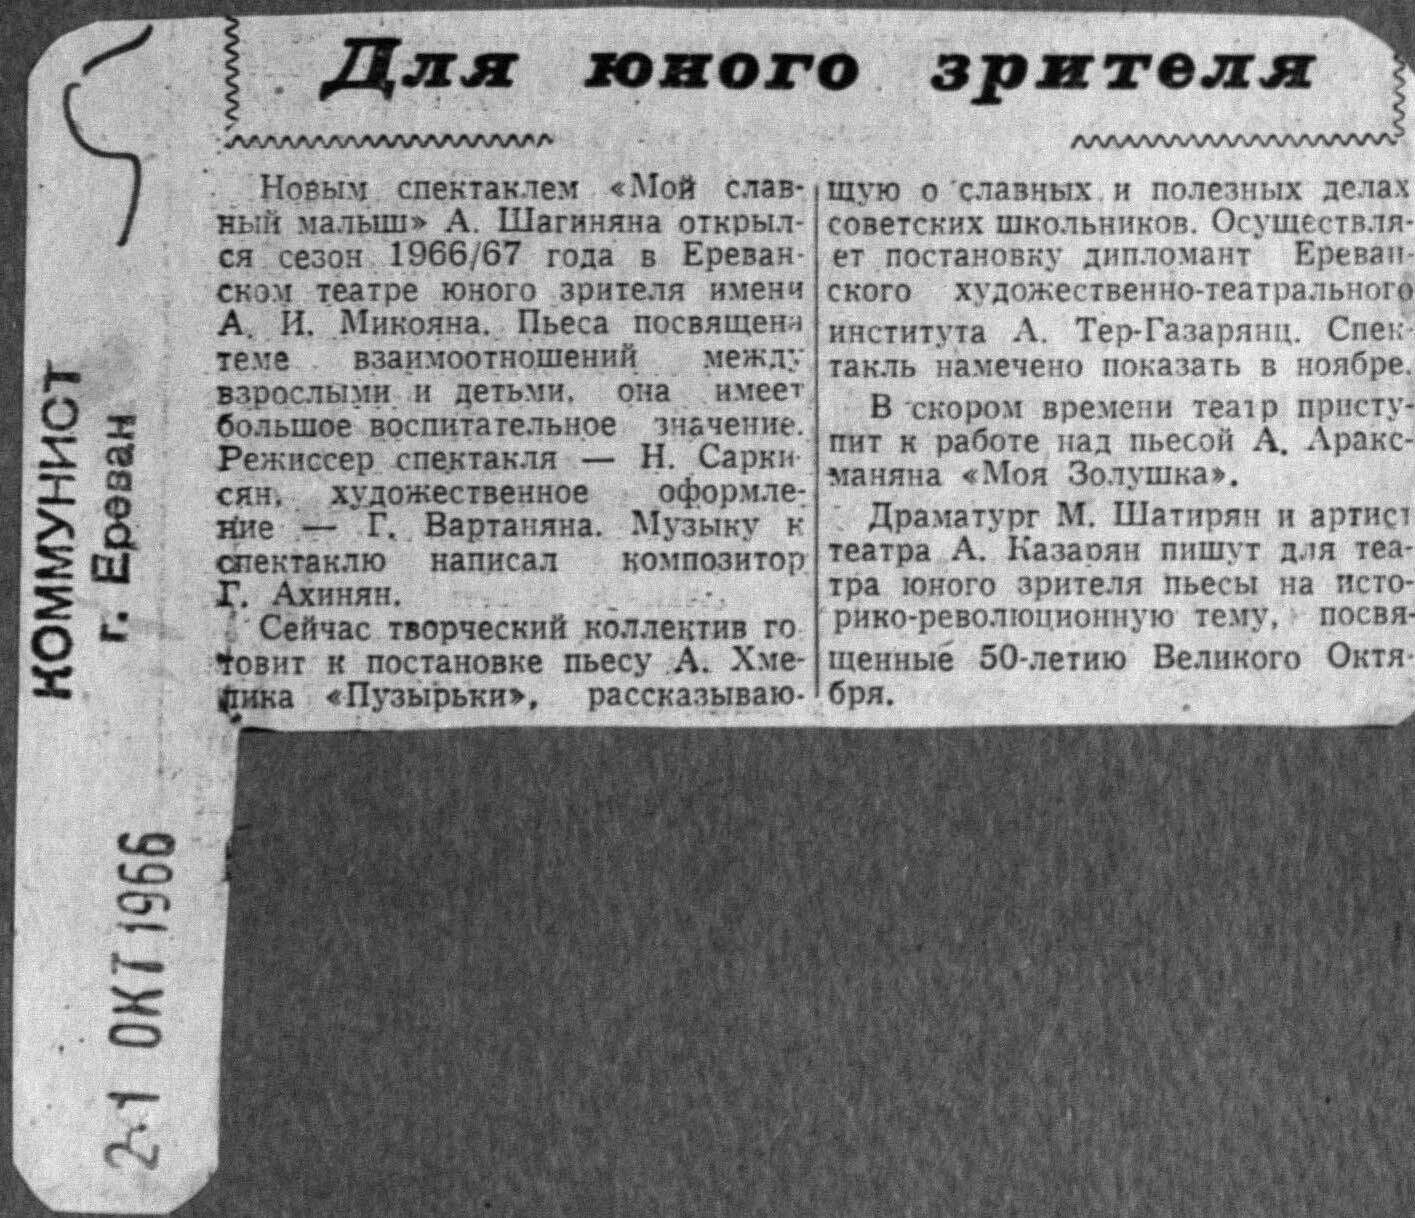 Для юного зрителя
Новым спектаклем «Мой слав-
ный малыш» А. Шагиняна открыл-
ся сезон 1966/67 года в Ереван-
ском театре юного зрителя имени
А. И. Микояна. Пьеса посвящена
теме взаимоотношений между
взрослыми и детьми, она имеет
большое воспитательное значение.
Режиссер спектакля — Н. Сарки-
сян, художественное оформле-
ние — Г. Вартаняна. Музыку к
спектаклю написал композитор
Г. Ахинян.
Сейчас творческий коллектив го-
товит к постановке пьесу А. Хме-
лика «Пузырьки», рассказываю-
щую о славных и полезных делах
советских школьников. Осуществля-
ет постановку дипломант Ереван-
ского художественно-театрального
института А. Тер-Газарянц. Спек-
такль намечено показать в ноябре.
В скором времени театр присту-
пит к работе над пьесой А. Аракс-
маняна «Моя Золушка».
Драматург М. Шатирян и артист
театра А. Казарян пишут для теа-
тра юного зрителя пьесы на исто-
рико-революционную тему, посвя-
щенные 50-летию Великого Октя-
бря.
КОММУНИСТ
г. Ереван
21 ОКТ 1966